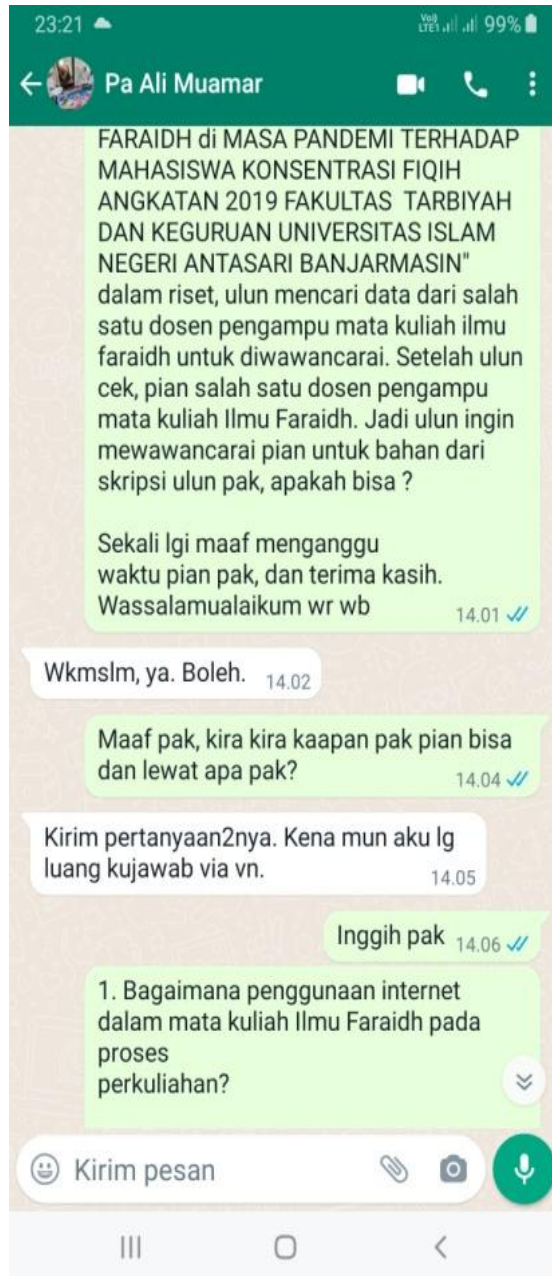 23:21
Vo))
LTE1 99%
Pa Ali Muamar
FARAIDH di MASA PANDEMI TERHADAP
MAHASISWA KONSENTRASI FIQIH
ANGKATAN 2019 FAKULTAS TARBIYAH
DAN KEGURUAN UNIVERSITAS ISLAM
NEGERI ANTASARI BANJARMASIN"
dalam riset, ulun mencari data dari salah
satu dosen pengampu mata kuliah ilmu
faraidh untuk diwawancarai. Setelah ulun
cek, pian salah satu dosen pengampu
mata kuliah Ilmu Faraidh. Jadi ulun ingin
mewawancarai pian untuk bahan dari
skripsi ulun pak, apakah bisa ?
Sekali lgi maaf menganggu
waktu pian pak, dan terima kasih.
Wassalamualaikum wr wb 14.01
Wkmslm, ya. Boleh. 14.02
Maaf pak, kira kira kaapan pak pian bisa
dan lewat apa pak? 14.04
Kirim pertanyaan2nya. Kena mun aku lg
luang kujawab via vn. 14.05
Inggih pak 14.06
1. Bagaimana penggunaan internet
dalam mata kuliah Ilmu Faraidh pada
proses
perkuliahan?
Kirim pesan